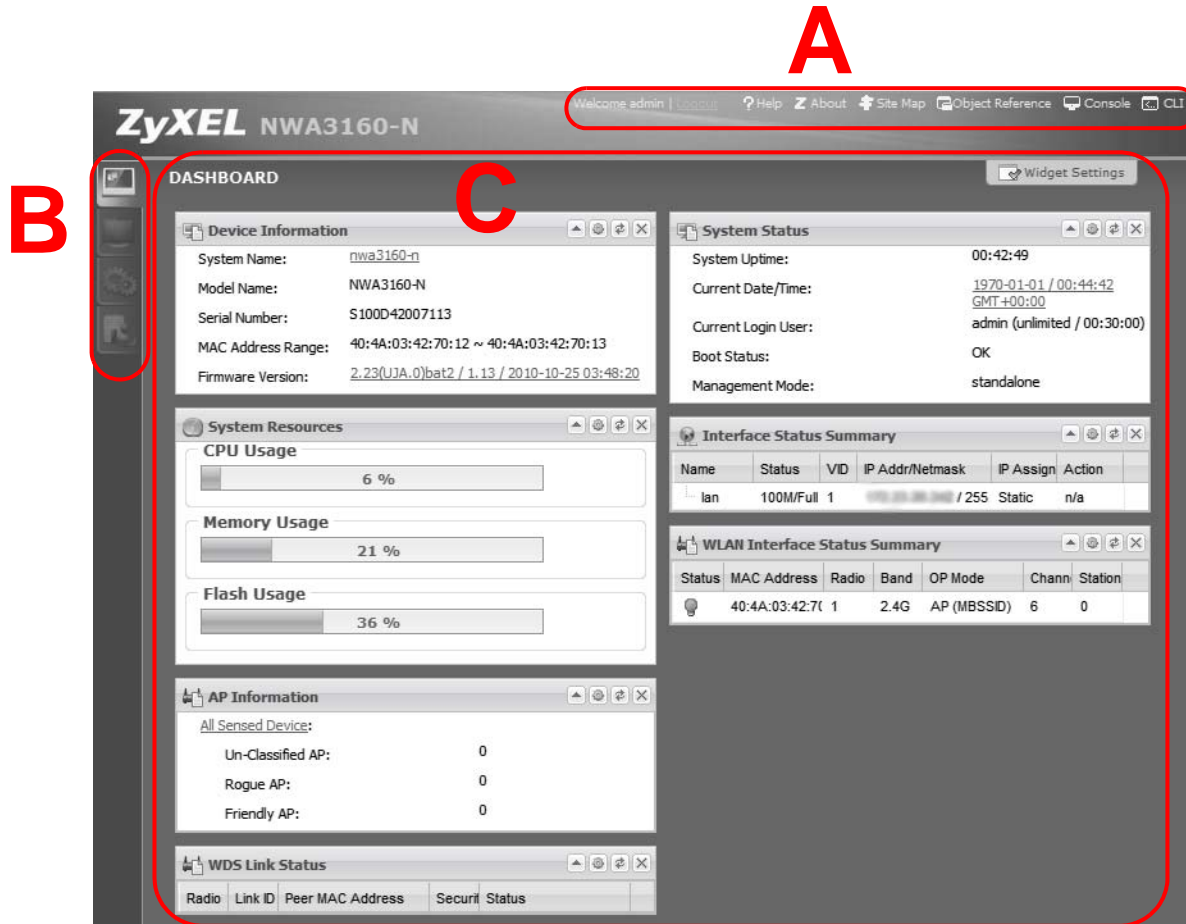 A
Welcome admin | Logout ? Help Z About Site Map Object Reference Console CLI
ZyXEL NWA3160-N
B
C
DASHBOARD
Widget Settings
Device Information
System Name: nwa3160-n
Model Name: NWA3160-N
Serial Number: S100D42007113
MAC Address Range: 40:4A:03:42:70:12 ~ 40:4A:03:42:70:13
Firmware Version: 2.23(UJA.0)bat2 / 1.13 / 2010-10-25 03:48:20
System Resources
CPU Usage
6 %
Memory Usage
21 %
Flash Usage
36 %
AP Information
All Sensed Device:
Un-Classified AP: 0
Rogue AP: 0
Friendly AP: 0
WDS Link Status
Radio Link ID Peer MAC Address Securit Status
System Status
System Uptime: 00:42:49
Current Date/Time: 1970-01-01 / 00:44:42
GMT+00:00
Current Login User: admin (unlimited / 00:30:00)
Boot Status: OK
Management Mode: standalone
Interface Status Summary
Name Status VID IP Addr/Netmask IP Assign Action
lan 100M/Full 1 / 255 Static n/a
WLAN Interface Status Summary
Status MAC Address Radio Band OP Mode Chann Station
40:4A:03:42:7( 1 2.4G AP (MBSSID) 6 0